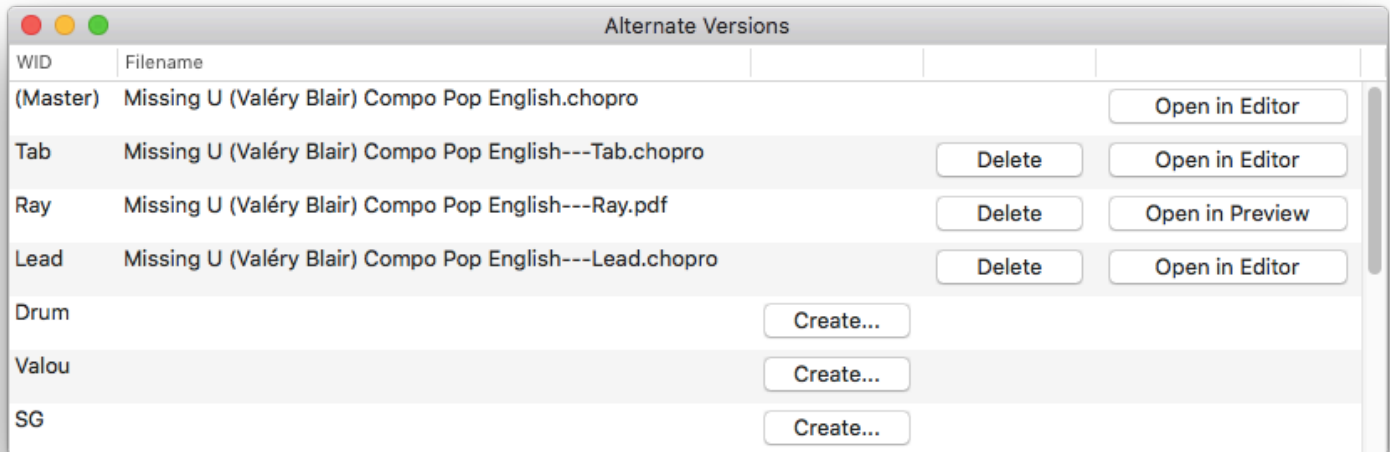 Alternate Versions
WID Filename
(Master) Missing U (Valéry Blair) Compo Pop English.chopro Open in Editor
Tab Missing U (Valéry Blair) Compo Pop English---Tab.chopro Delete Open in Editor
Ray Missing U (Valéry Blair) Compo Pop English---Ray.pdf Delete Open in Preview
Lead Missing U (Valéry Blair) Compo Pop English---Lead.chopro Delete Open in Editor
Drum Create...
Valou Create...
SG Create...